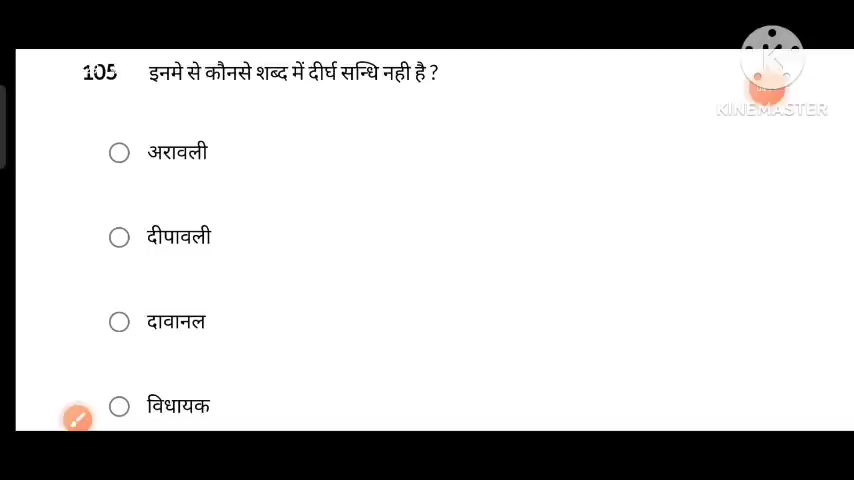 105 इनमे से कौनसे शब्द में दीर्घ सन्धि नही है ?
KINEMASTER
अरावली
दीपावली
दावानल
विधायक